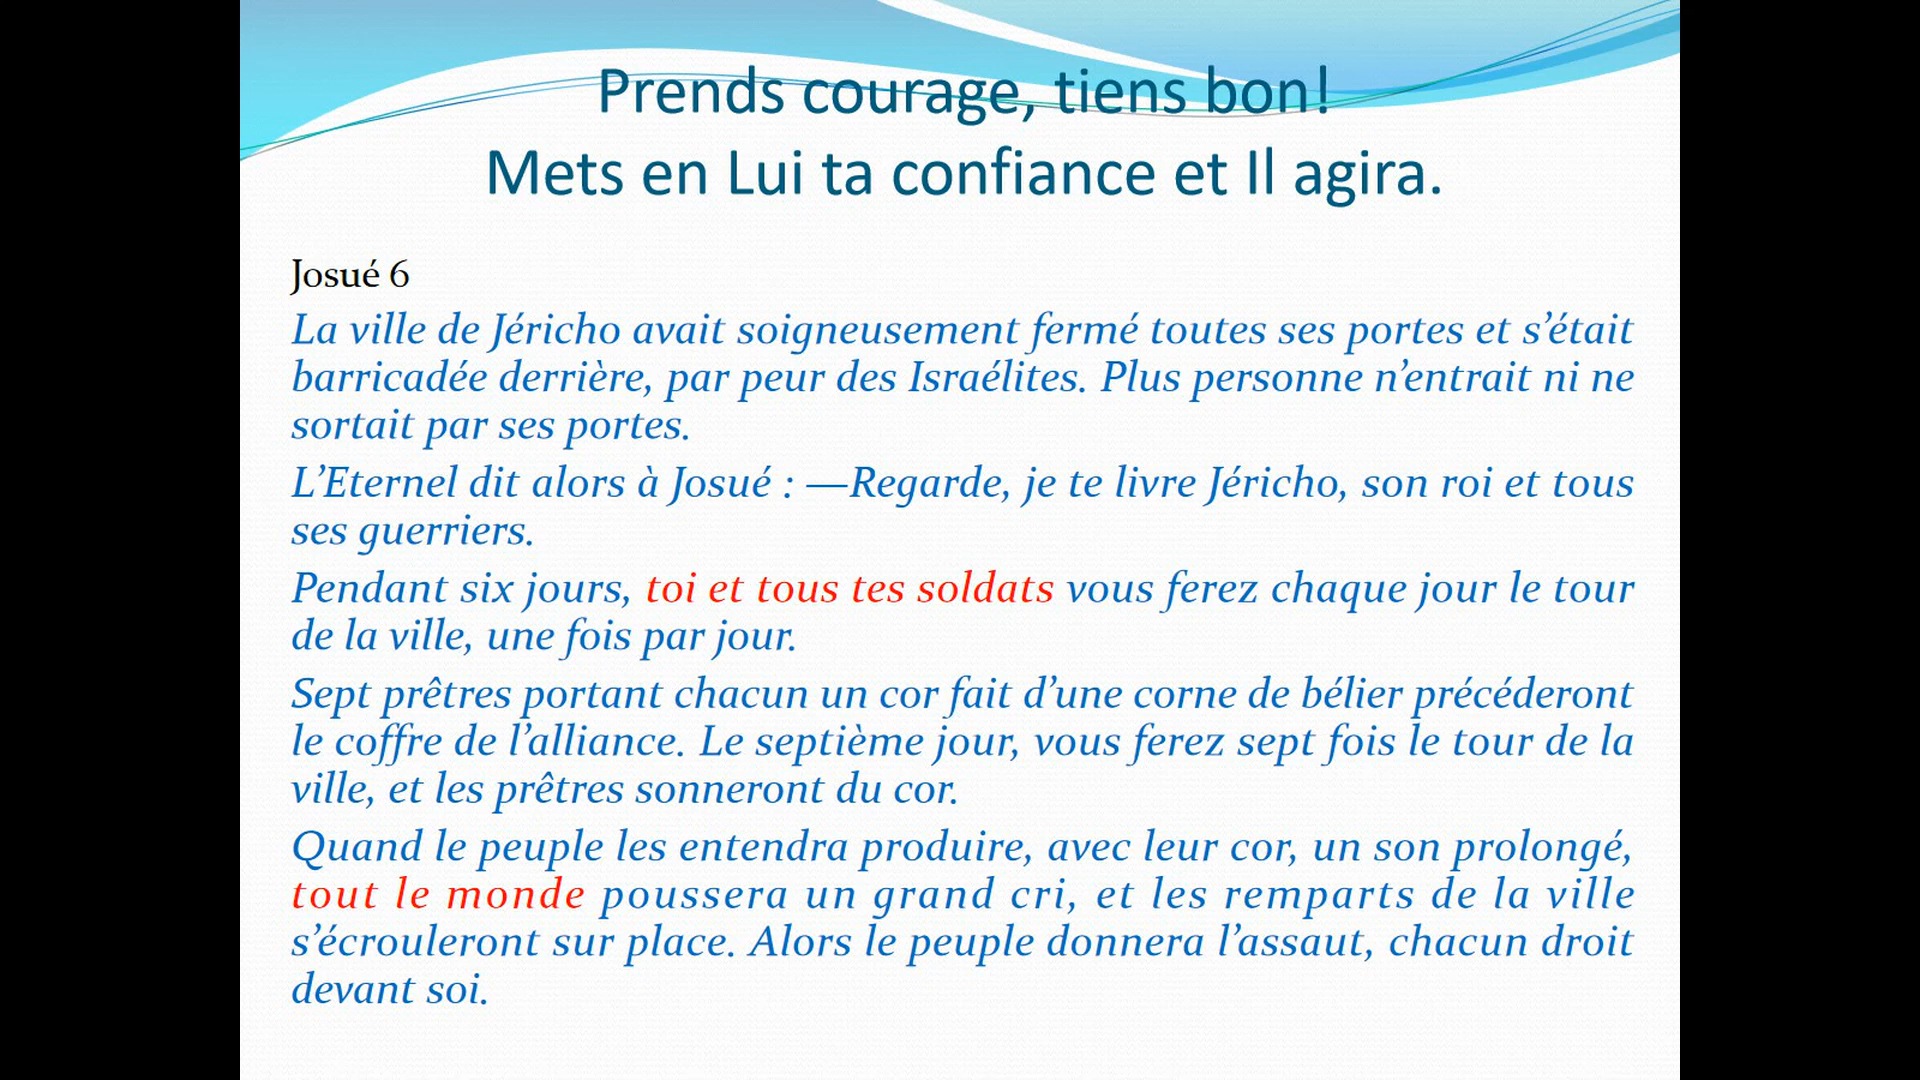 Prends courage, tiens bon!
Mets en Lui ta confiance et Il agira.
Josué 6
La ville de Jéricho avait soigneusement fermé toutes ses portes et s’était
barricadée derrière, par peur des Israélites. Plus personne n’entrait ni ne
sortait par ses portes.
L’Eternel dit alors à Josué : —Regarde, je te livre Jéricho, son roi et tous
ses guerriers.
Pendant six jours, toi et tous tes soldats vous ferez chaque jour le tour
de la ville, une fois par jour.
Sept prêtres portant chacun un cor fait d’une corne de bélier précéderont
le coffre de l’alliance. Le septième jour, vous ferez sept fois le tour de la
ville, et les prêtres sonneront du cor.
Quand le peuple les entendra produire, avec leur cor, un son prolongé,
tout le monde poussera un grand cri, et les remparts de la ville
s’écrouleront sur place. Alors le peuple donnera l’assaut, chacun droit
devant soi.